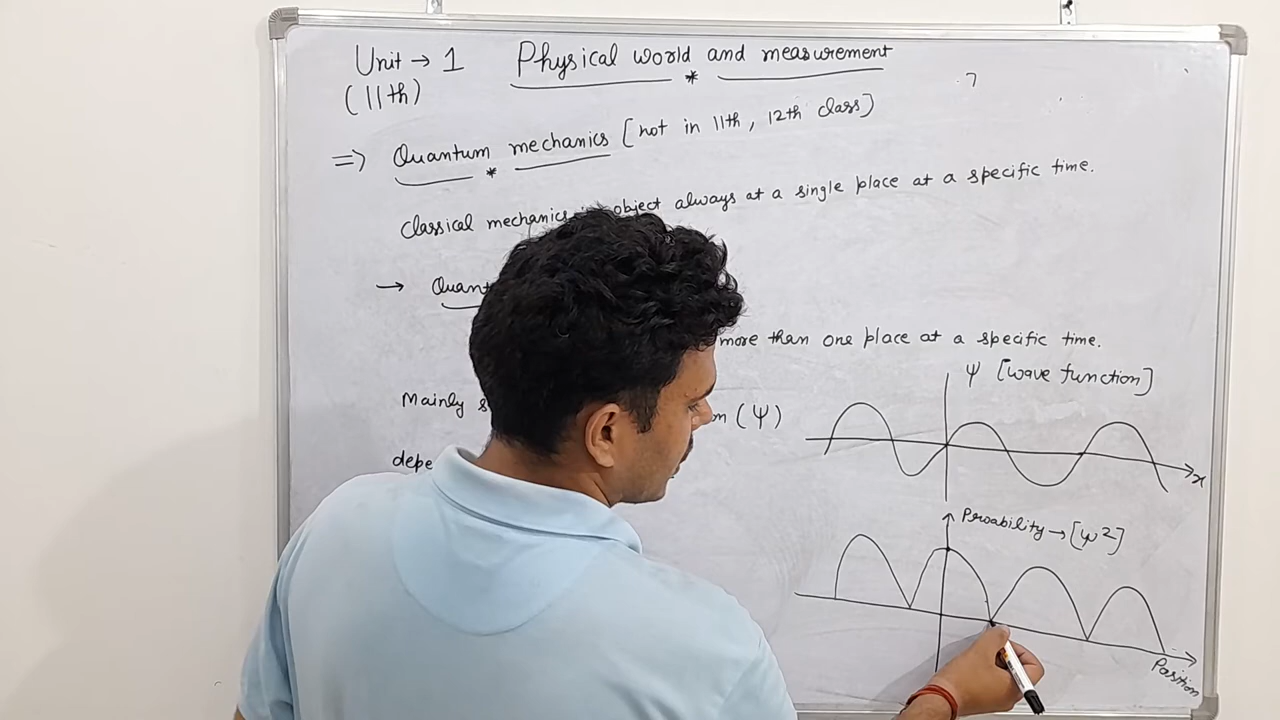 Unit → 1 Physical world and measurement
(11th)
⇒ Quantum mechanics [not in 11th, 12th class)
Classical mechanics object always at a single place at a specific time.
→ Quant
more than one place at a specific time.
ψ [wave function]
Mainly s (ψ)
depe
x
Proability → [ψ2]
Position